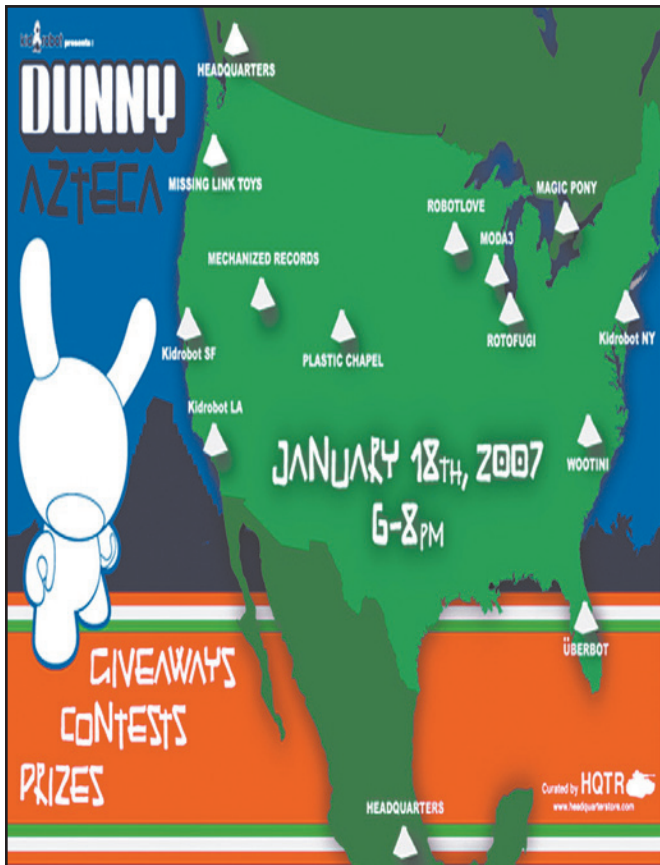 kidrobot presents:
DUNNY
AZTECA
HEADQUARTERS
MISSING LINK TOYS
ROBOTLOVE
MAGIC PONY
MODA3
MECHANIZED RECORDS
Kidrobot SF
PLASTIC CHAPEL
ROTOFUGI
Kidrobot NY
Kidrobot LA
JANUARY 18TH, 2007
6-8PM
WOOTINI
ÜBERBOT
GIVEAWAYS
CONTESTS
PRIZES
HEADQUARTERS
Curated by HQTR
www.headquarterstore.com